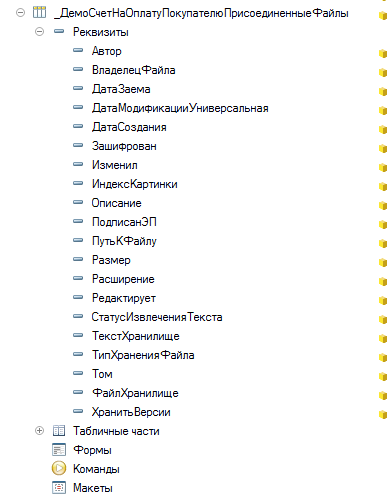 _ДемоСчетНаОплатуПокупателюПрисоединенныеФайлы
Реквизиты
Автор
ВладелецФайла
ДатаЗаема
ДатаМодификацииУниверсальная
ДатаСоздания
Зашифрован
Изменил
ИндексКартинки
Описание
ПодписанЭП
ПутьКФайлу
Размер
Расширение
Редактирует
СтатусИзвлеченияТекста
ТекстХранилище
ТипХраненияФайла
Том
ФайлХранилище
ХранитьВерсии
Табличные части
Формы
Команды
Макеты